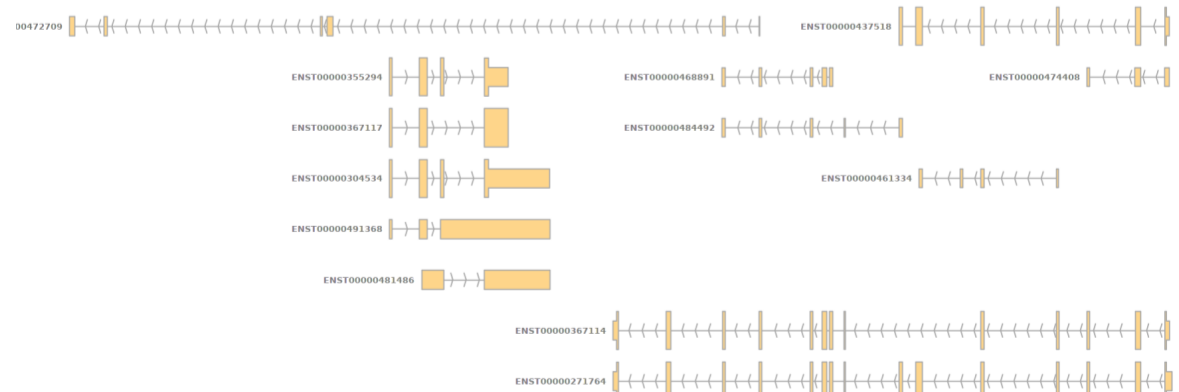 00472709 ENST00000437518
ENST00000355294 ENST00000468891 ENST00000474408
ENST00000367117 ENST00000484492
ENST00000304534 ENST00000461334
ENST00000491368
ENST00000481486
ENST00000367114
ENST00000271764